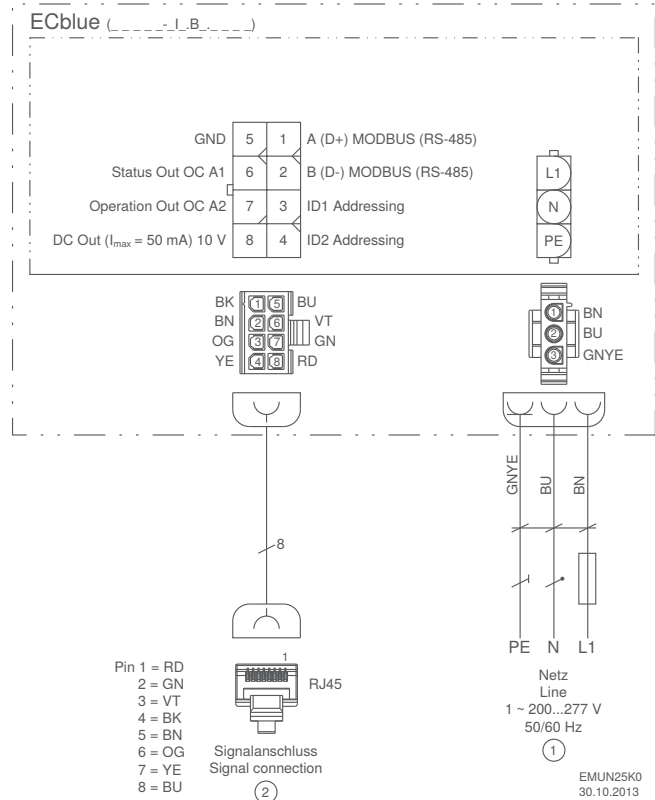 ECblue (_ _ _ _ _-_I_.B_._ _ _ _)
GND 5 1 A (D+) MODBUS (RS-485)
Status Out OC A1 6 2 B (D-) MODBUS (RS-485)
Operation Out OC A2 7 3 ID1 Addressing
DC Out (Imax = 50 mA) 10 V 8 4 ID2 Addressing
L1
N
PE
BK 1 5 BU
BN 2 6 VT
OG 3 7 GN
YE 4 8 RD
1 BN
2 BU
3 GNYE
GNYE BU BN
8
PE N L1
Netz
Line
1 ~ 200...277 V
50/60 Hz
1
1
RJ45
Pin 1 = RD
2 = GN
3 = VT
4 = BK
5 = BN
6 = OG
7 = YE
8 = BU
Signalanschluss
Signal connection
2
EMUN25K0
30.10.2013